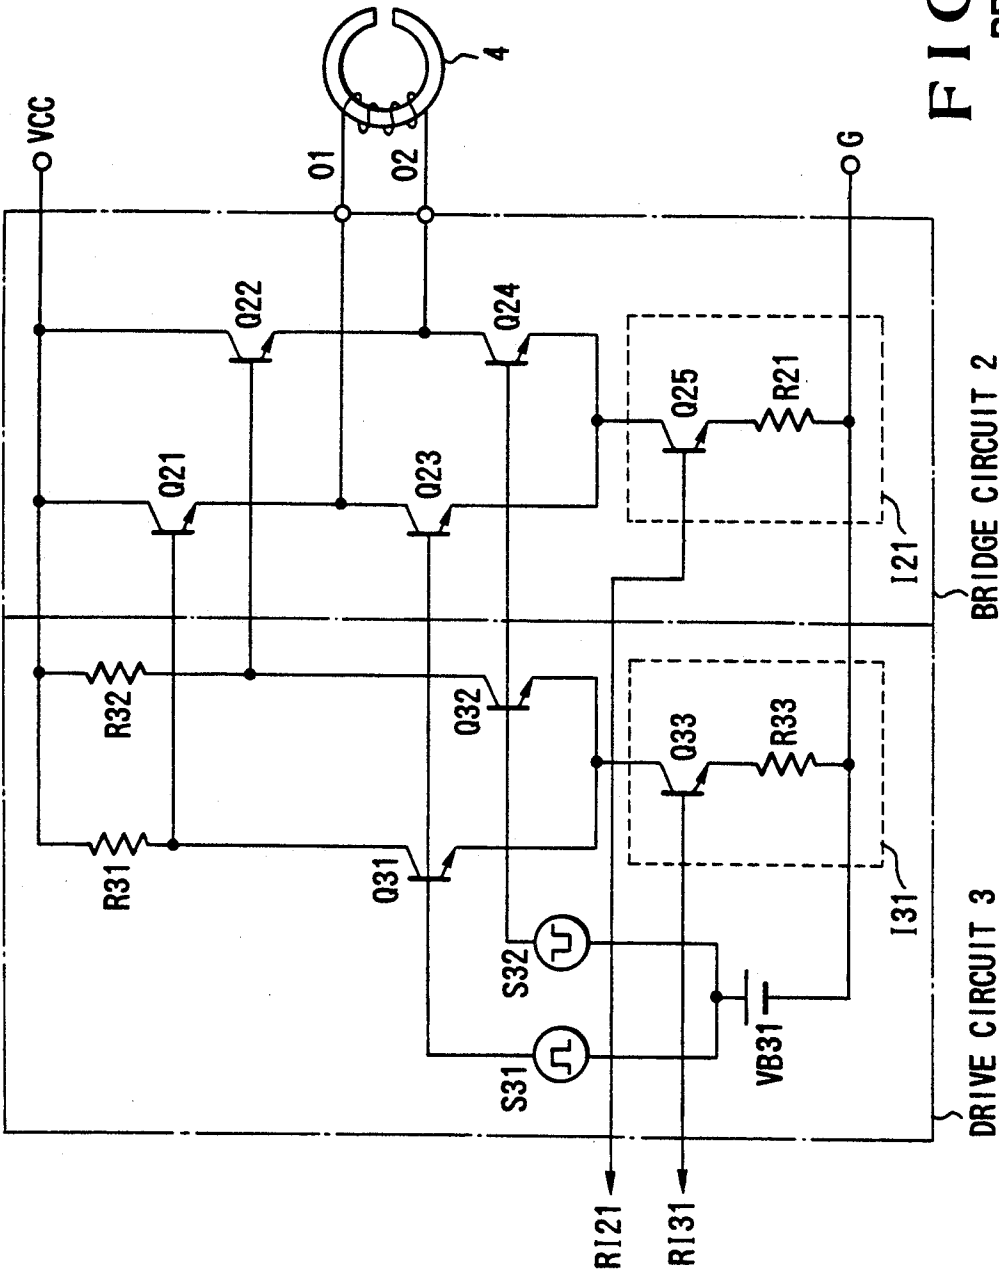 FIG
VCC
O1
O2
4
G
Q22
Q24
Q21
Q23
Q25
R21
I21
BRIDGE CIRCUIT 2
R32
R31
Q32
Q31
Q33
R33
I31
S32
S31
VB31
DRIVE CIRCUIT 3
RI21
RI31